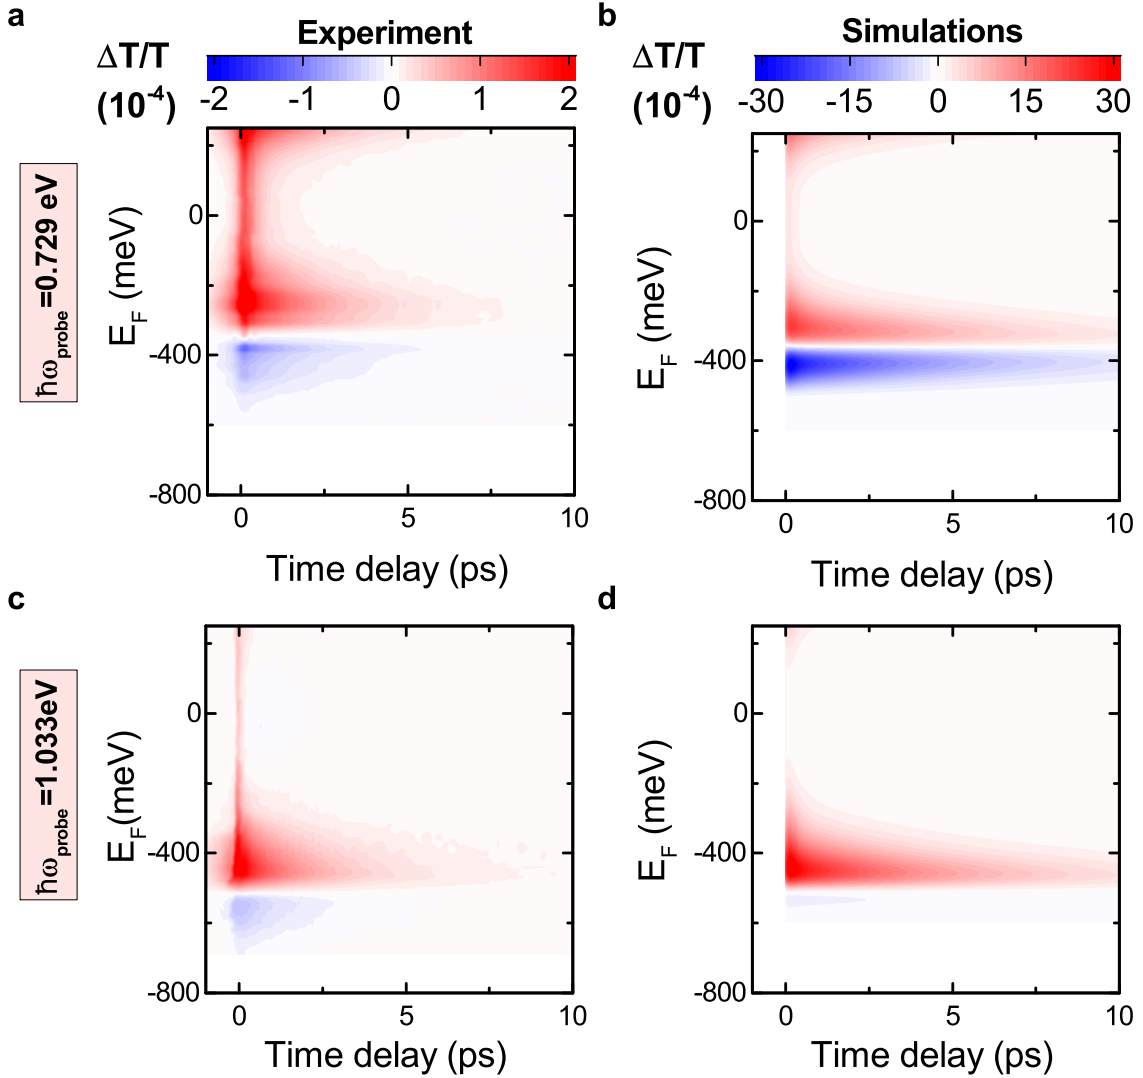 a
Experiment
ΔT/T
(10⁻⁴)
-2 -1 0 1 2
ħω_probe=0.729 eV
E_F (meV)
0
-400
-800
0 5 10
Time delay (ps)
b
Simulations
ΔT/T
(10⁻⁴)
-30 -15 0 15 30
E_F (meV)
0
-400
-800
0 5 10
Time delay (ps)
c
ħω_probe=1.033eV
E_F(meV)
0
-400
-800
0 5 10
Time delay (ps)
d
E_F (meV)
0
-400
-800
0 5 10
Time delay (ps)